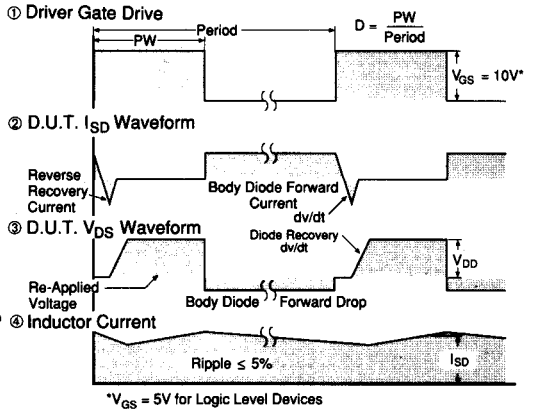 ① Driver Gate Drive
Period
PW
D = PW
Period
V_GS = 10V*
② D.U.T. I_SD Waveform
Reverse
Recovery
Current
Body Diode Forward
Current
dv/dt
③ D.U.T. V_DS Waveform
Diode Recovery
dv/dt
Re-Applied
Voltage
V_DD
Body Diode
Forward Drop
④ Inductor Current
Ripple ≤ 5%
I_SD
*V_GS = 5V for Logic Level Devices